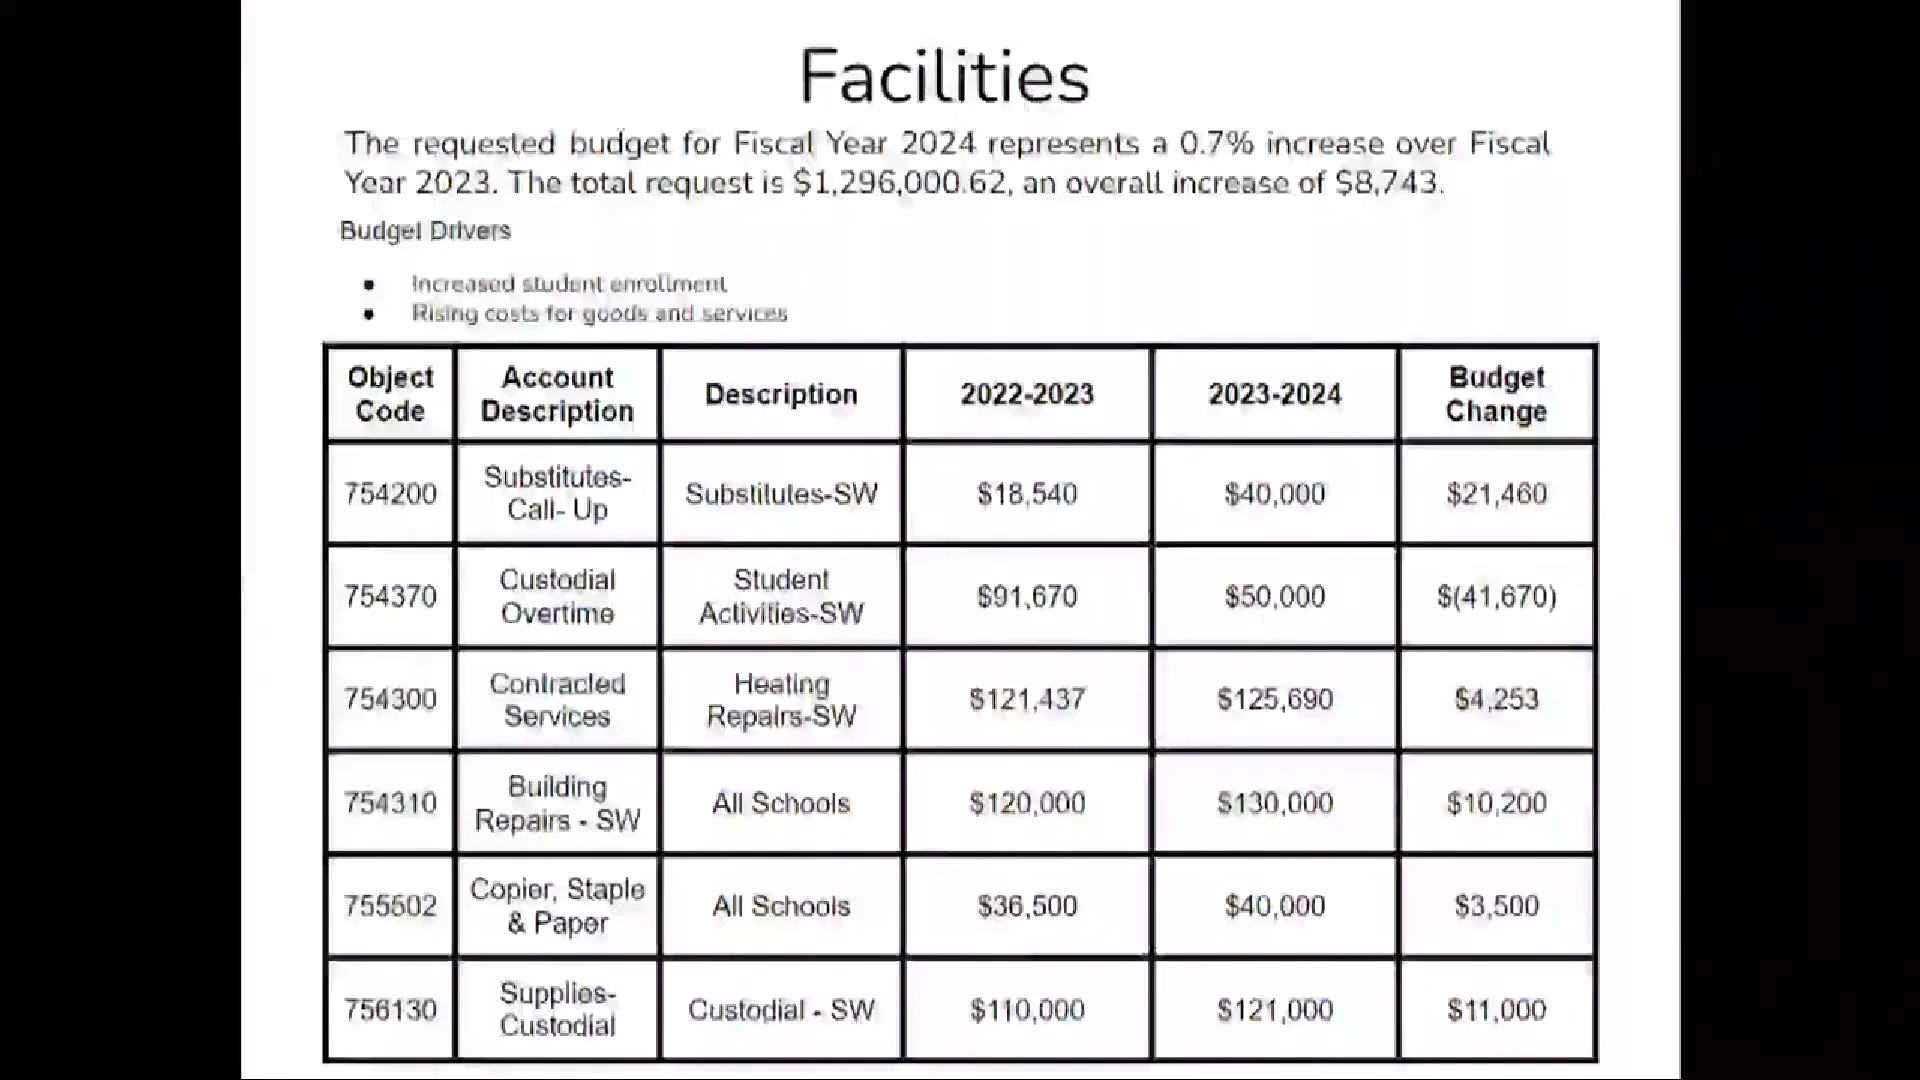 Facilities
The requested budget for Fiscal Year 2024 represents a 0.7% increase over Fiscal
Year 2023. The total request is $1,296,000.62, an overall increase of $8,743.
Budget Drivers
● Increased student enrollment
● Rising costs for goods and services
Object Code | Account Description | Description | 2022-2023 | 2023-2024 | Budget Change
754200 | Substitutes-Call- Up | Substitutes-SW | $18,540 | $40,000 | $21,460
754370 | Custodial Overtime | Student Activities-SW | $91,670 | $50,000 | $(41,670)
754300 | Contracted Services | Heating Repairs-SW | $121,437 | $125,690 | $4,253
754310 | Building Repairs - SW | All Schools | $120,000 | $130,000 | $10,200
755502 | Copier, Staple & Paper | All Schools | $36,500 | $40,000 | $3,500
756130 | Supplies-Custodial | Custodial - SW | $110,000 | $121,000 | $11,000